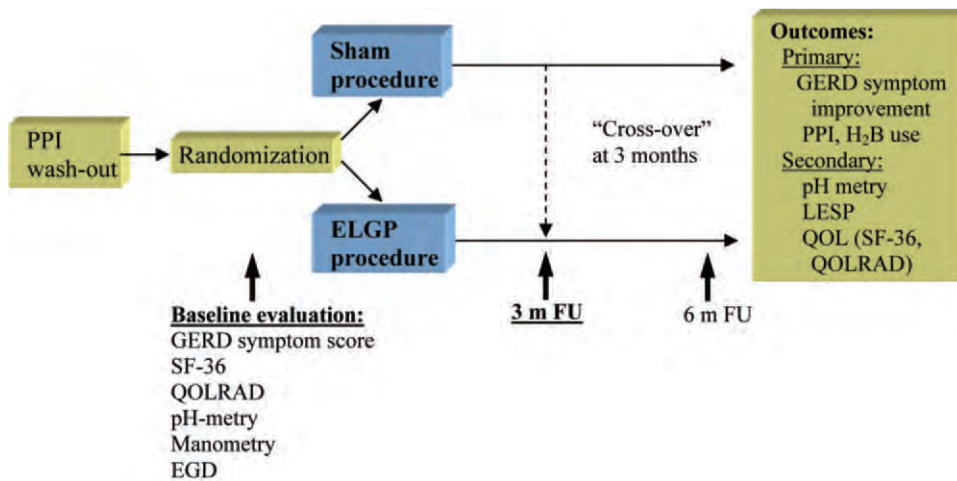 PPI
wash-out
Randomization
Sham
procedure
ELGP
procedure
Baseline evaluation:
GERD symptom score
SF-36
QOLRAD
pH-metry
Manometry
EGD
“Cross-over”
at 3 months
3 m FU
6 m FU
Outcomes:
Primary:
GERD symptom
improvement
PPI, H₂B use
Secondary:
pH metry
LESP
QOL (SF-36,
QOLRAD)